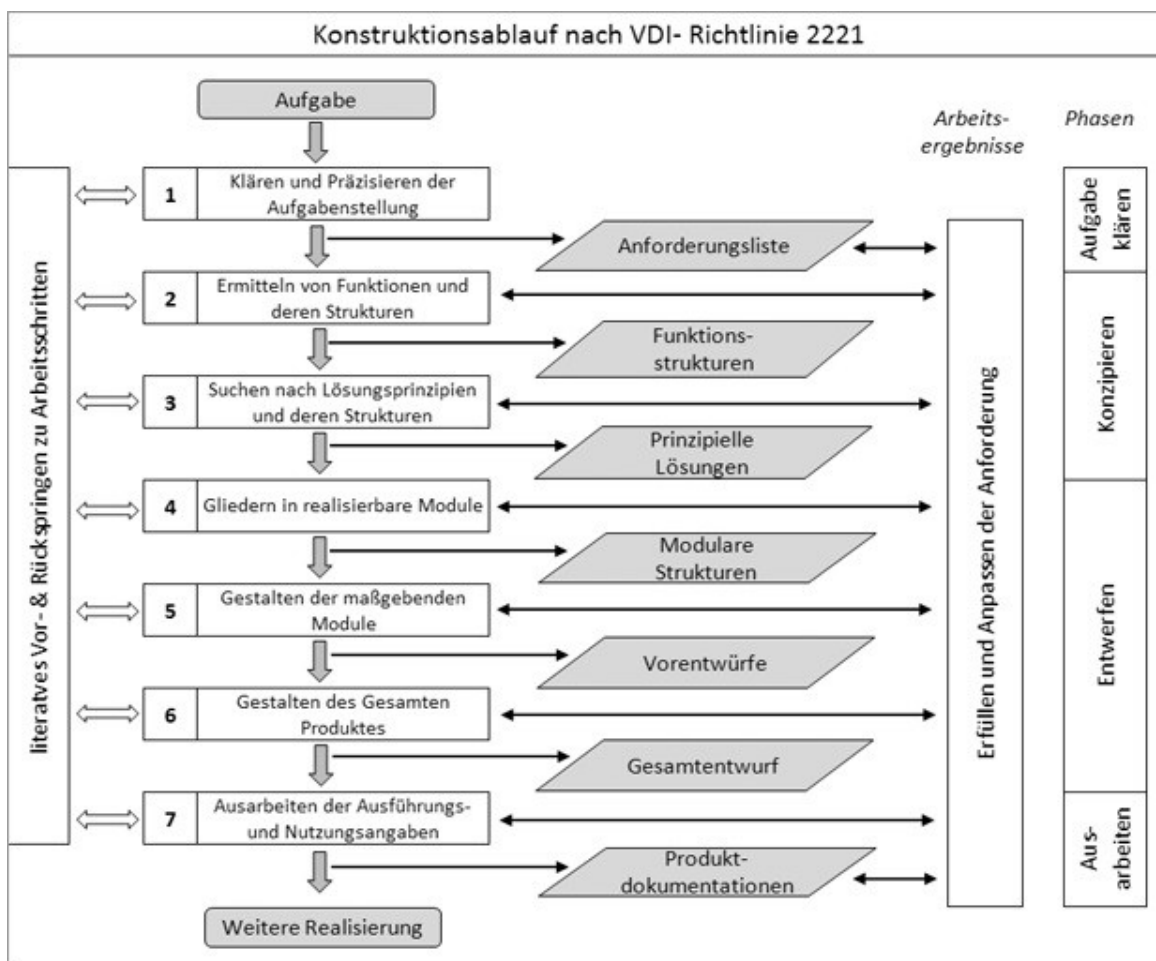 Konstruktionsablauf nach VDI- Richtlinie 2221
Aufgabe
Arbeits-
ergebnisse
Phasen
1
Klären und Präzisieren der
Aufgabenstellung
Anforderungsliste
2
Ermitteln von Funktionen und
deren Strukturen
Funktions-
strukturen
3
Suchen nach Lösungsprinzipien
und deren Strukturen
Prinzipielle
Lösungen
4
Gliedern in realisierbare Module
Modulare
Strukturen
5
Gestalten der maßgebenden
Module
Vorentwürfe
6
Gestalten des Gesamten
Produktes
Gesamtentwurf
7
Ausarbeiten der Ausführungs-
und Nutzungsangaben
Produkt-
dokumentationen
Weitere Realisierung
literatves Vor- & Rückspringen zu Arbeitsschritten
Erfüllen und Anpassen der Anforderung
Aufgabe
klären
Konzipieren
Entwerfen
Aus-
arbeiten